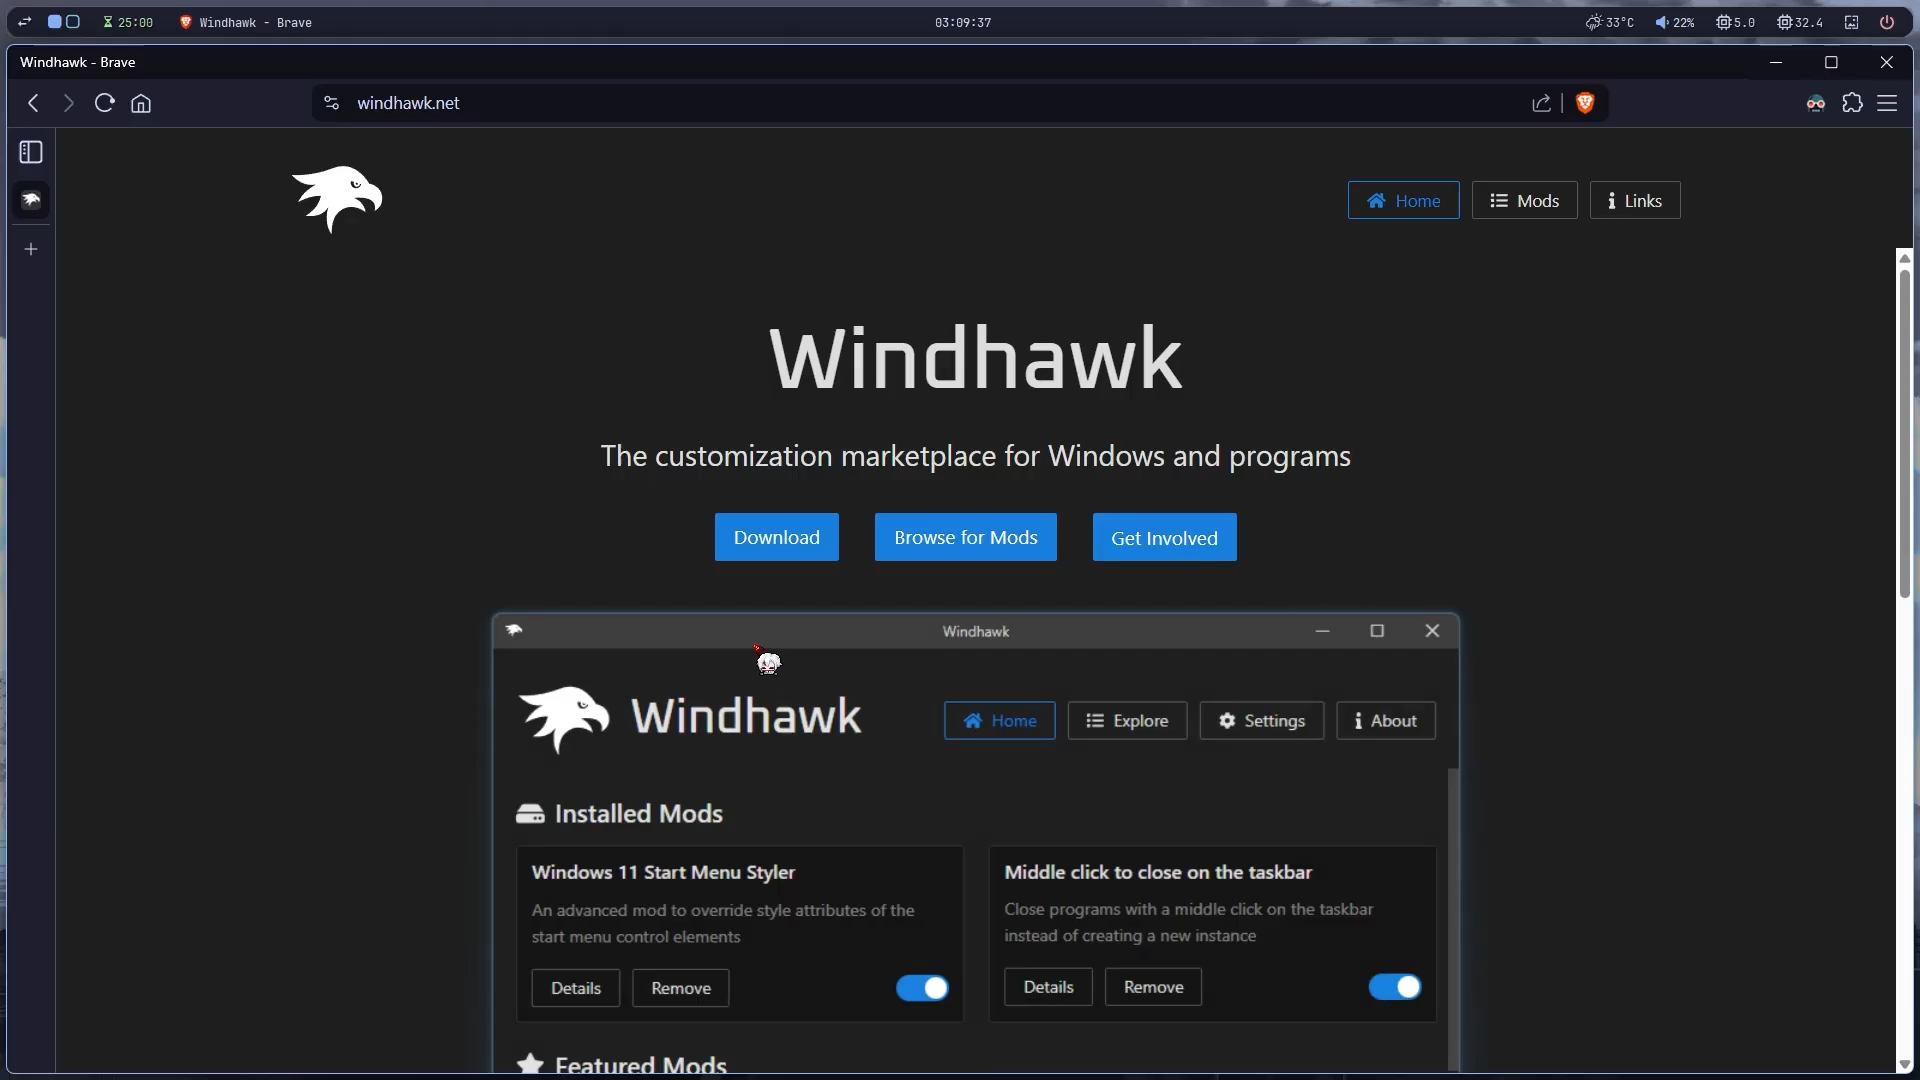 25:00
Windhawk - Brave
03:09:37
33°C
22%
5.0
32.4
Windhawk - Brave
windhawk.net
Home
Mods
Links
Windhawk
The customization marketplace for Windows and programs
Download
Browse for Mods
Get Involved
Windhawk
Windhawk
Home
Explore
Settings
About
Installed Mods
Windows 11 Start Menu Styler
An advanced mod to override style attributes of the
start menu control elements
Details
Remove
Middle click to close on the taskbar
Close programs with a middle click on the taskbar
instead of creating a new instance
Details
Remove
Featured Mods